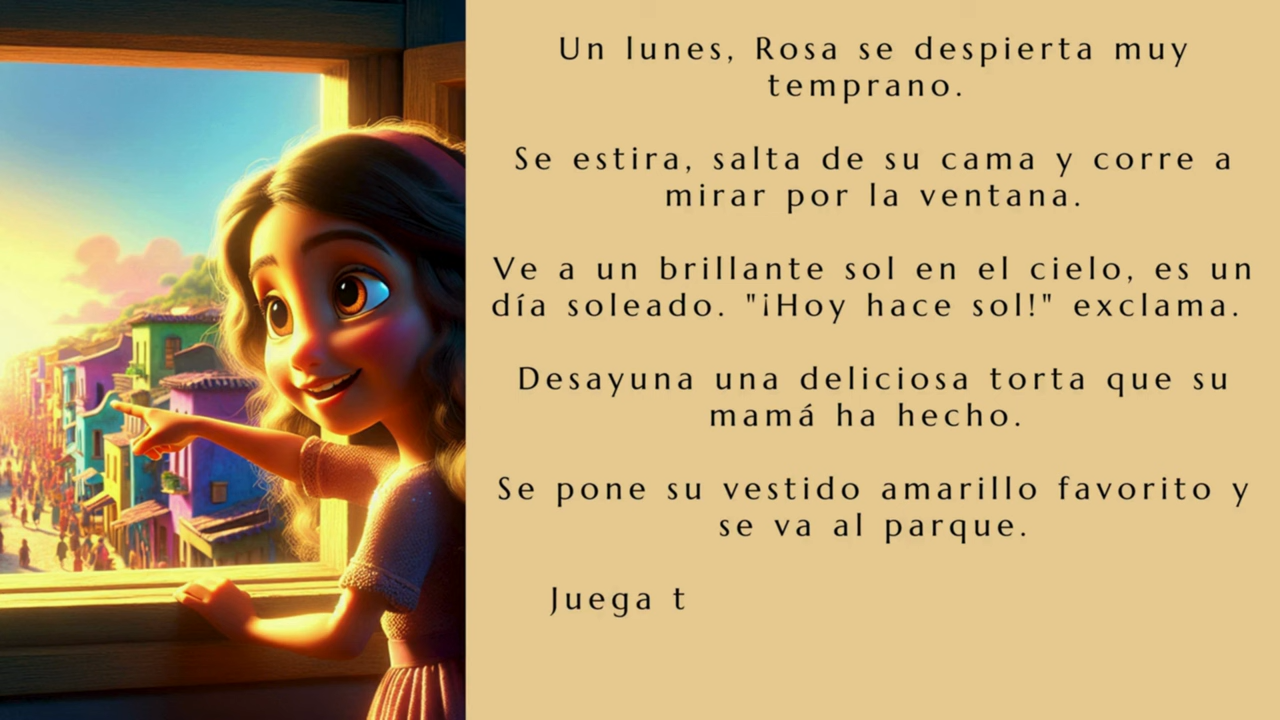 Un lunes, Rosa se despierta muy
temprano.
Se estira, salta de su cama y corre a
mirar por la ventana.
Ve a un brillante sol en el cielo, es un
día soleado. "¡Hoy hace sol!" exclama.
Desayuna una deliciosa torta que su
mamá ha hecho.
Se pone su vestido amarillo favorito y
se va al parque.
Juega t